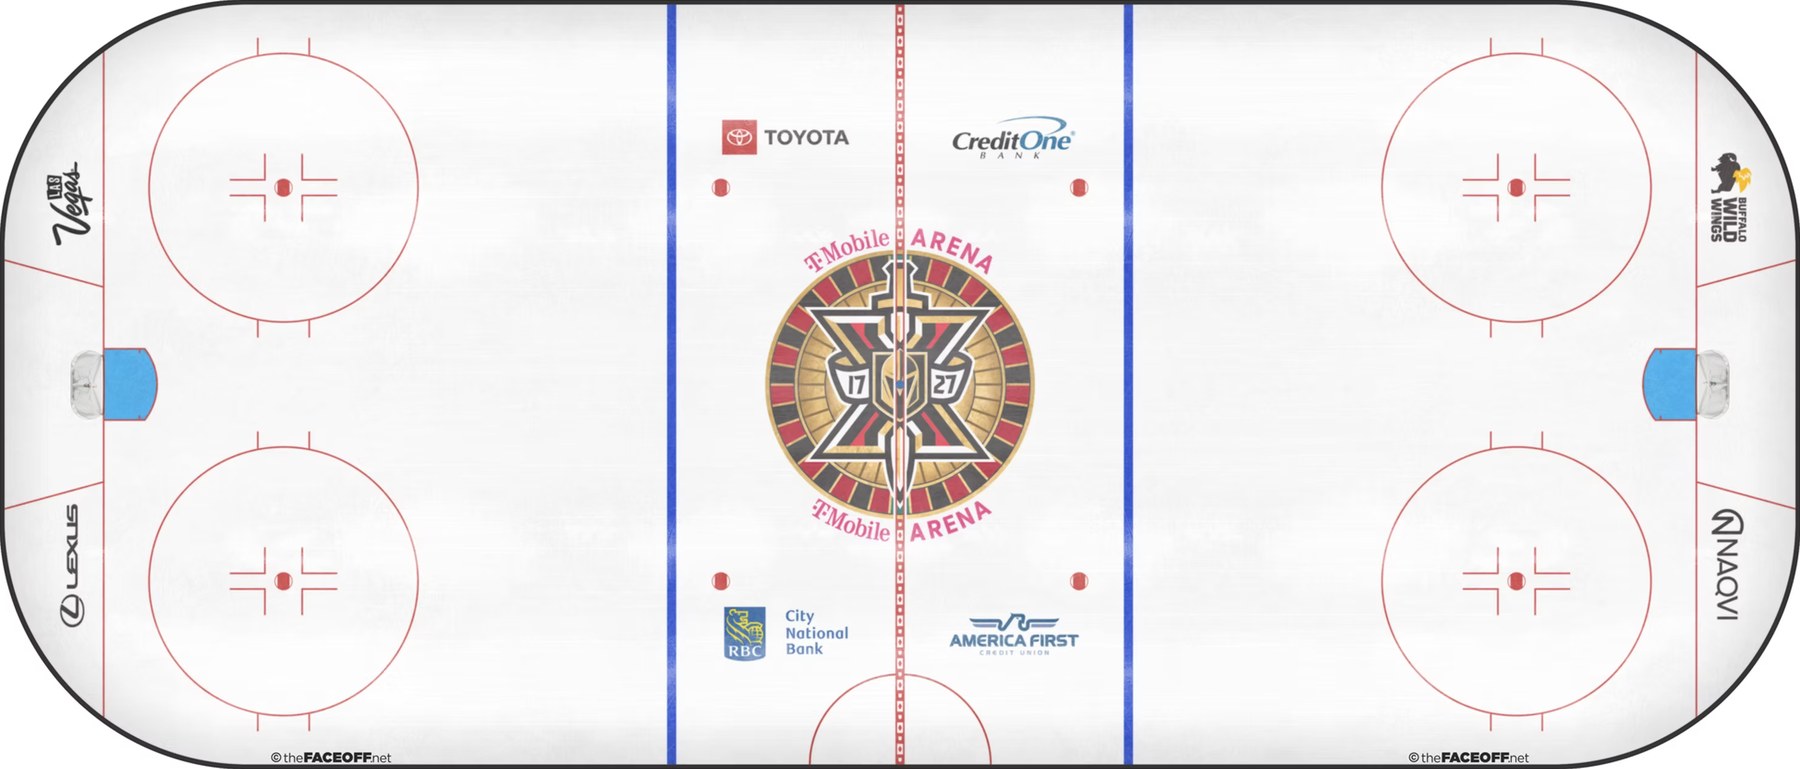 TOYOTA
CreditOne®
BANK
LAS
Vegas
BUFFALO
WILD
WINGS
T-Mobile ARENA
17 27
T-Mobile ARENA
LEXUS
NAQVI
RBC
City
National
Bank
AMERICA FIRST
CREDIT UNION
©theFACEOFF.net
©theFACEOFF.net